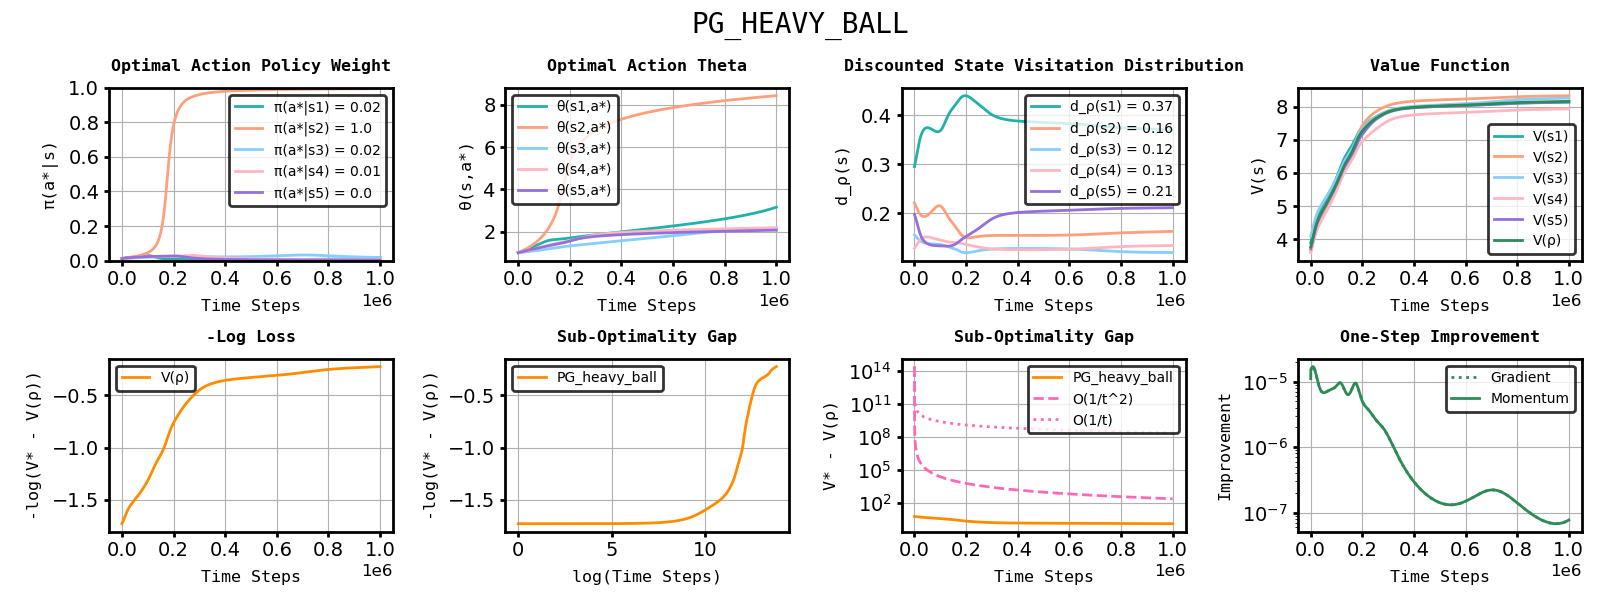 PG_HEAVY_BALL
Optimal Action Policy Weight
π(a*|s)
1.0
0.8
0.6
0.4
0.2
0.0
π(a*|s1) = 0.02
π(a*|s2) = 1.0
π(a*|s3) = 0.02
π(a*|s4) = 0.01
π(a*|s5) = 0.0
0.0 0.2 0.4 0.6 0.8 1.0
1e6
Time Steps
Optimal Action Theta
θ(s,a*)
8
6
4
2
θ(s1,a*)
θ(s2,a*)
θ(s3,a*)
θ(s4,a*)
θ(s5,a*)
0.0 0.2 0.4 0.6 0.8 1.0
1e6
Time Steps
Discounted State Visitation Distribution
d_ρ(s)
0.4
0.3
0.2
d_ρ(s1) = 0.37
d_ρ(s2) = 0.16
d_ρ(s3) = 0.12
d_ρ(s4) = 0.13
d_ρ(s5) = 0.21
0.0 0.2 0.4 0.6 0.8 1.0
1e6
Time Steps
Value Function
V(s)
8
7
6
5
4
V(s1)
V(s2)
V(s3)
V(s4)
V(s5)
V(ρ)
0.0 0.2 0.4 0.6 0.8 1.0
1e6
Time Steps
-Log Loss
-log(V* - V(ρ))
−0.5
−1.0
−1.5
V(ρ)
0.0 0.2 0.4 0.6 0.8 1.0
1e6
Time Steps
Sub-Optimality Gap
-log(V* - V(ρ))
−0.5
−1.0
−1.5
PG_heavy_ball
0 5 10
log(Time Steps)
Sub-Optimality Gap
V* - V(ρ)
10^14
10^11
10^8
10^5
10^2
PG_heavy_ball
O(1/t^2)
O(1/t)
0.0 0.2 0.4 0.6 0.8 1.0
1e6
Time Steps
One-Step Improvement
Improvement
10^−5
10^−6
10^−7
Gradient
Momentum
0.0 0.2 0.4 0.6 0.8 1.0
1e6
Time Steps